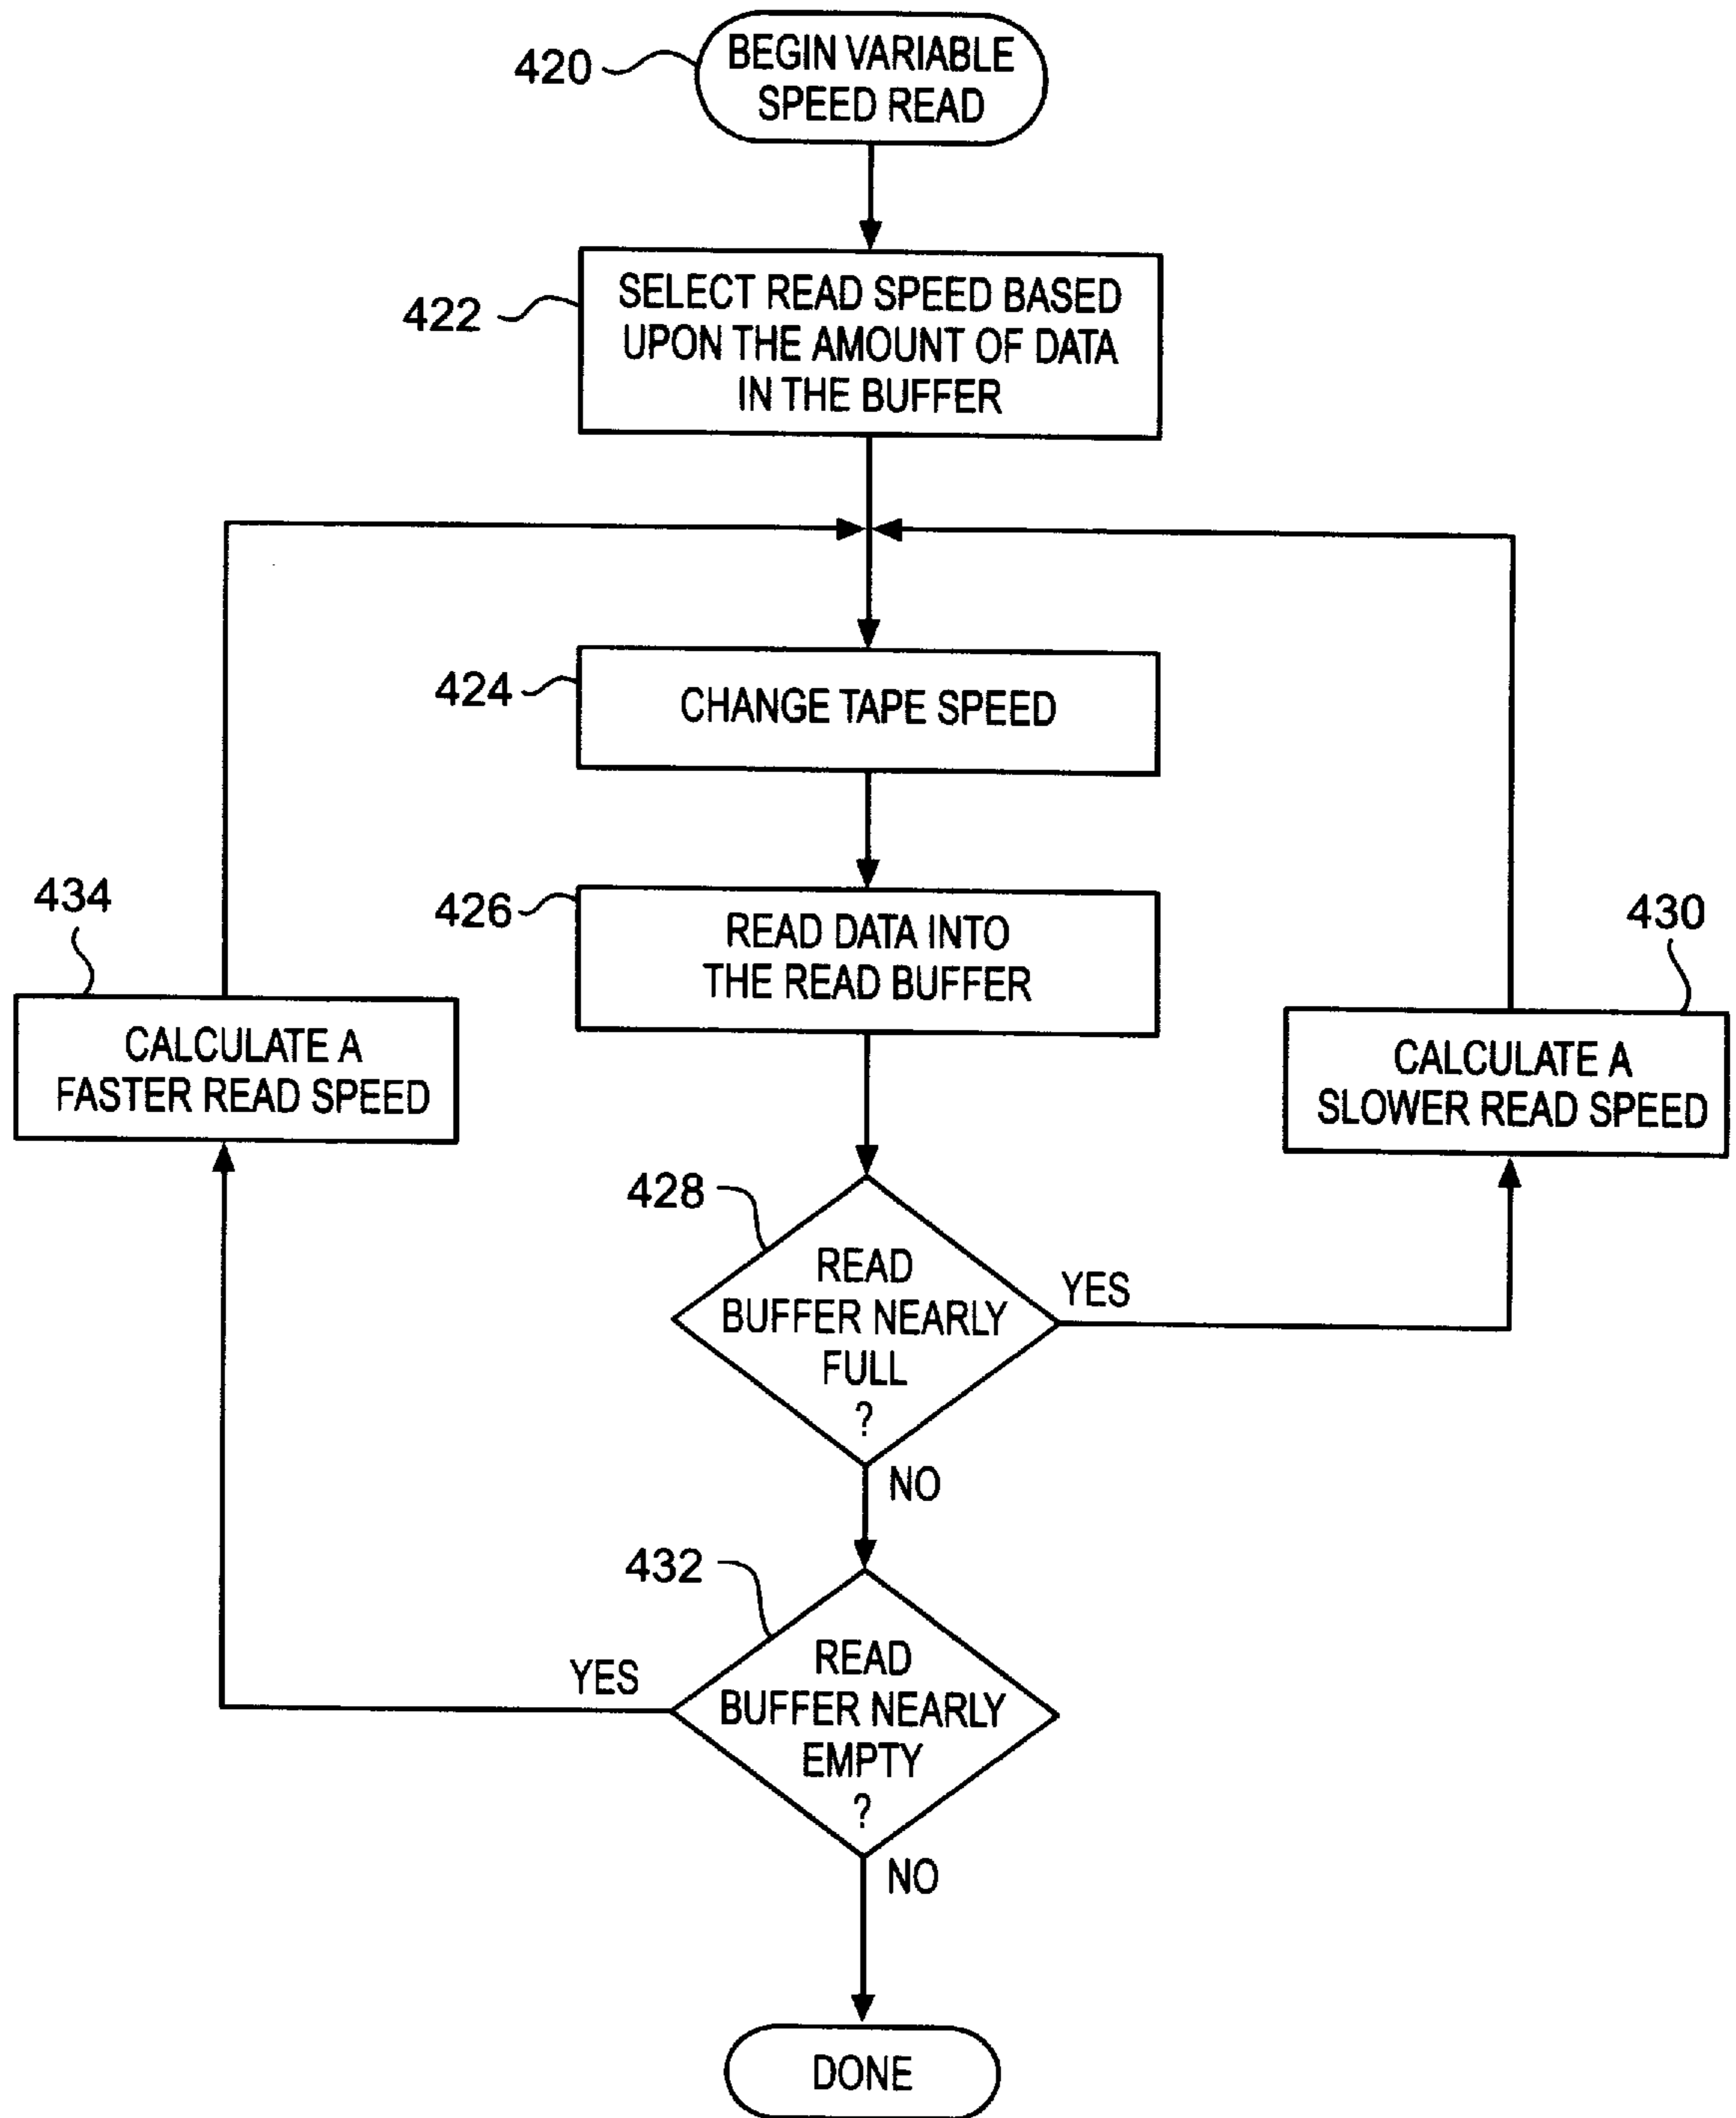 420
BEGIN VARIABLE
SPEED READ
422
SELECT READ SPEED BASED
UPON THE AMOUNT OF DATA
IN THE BUFFER
424
CHANGE TAPE SPEED
426
READ DATA INTO
THE READ BUFFER
434
CALCULATE A
FASTER READ SPEED
430
CALCULATE A
SLOWER READ SPEED
428
READ
BUFFER NEARLY
FULL
?
YES
NO
432
READ
BUFFER NEARLY
EMPTY
?
YES
NO
DONE